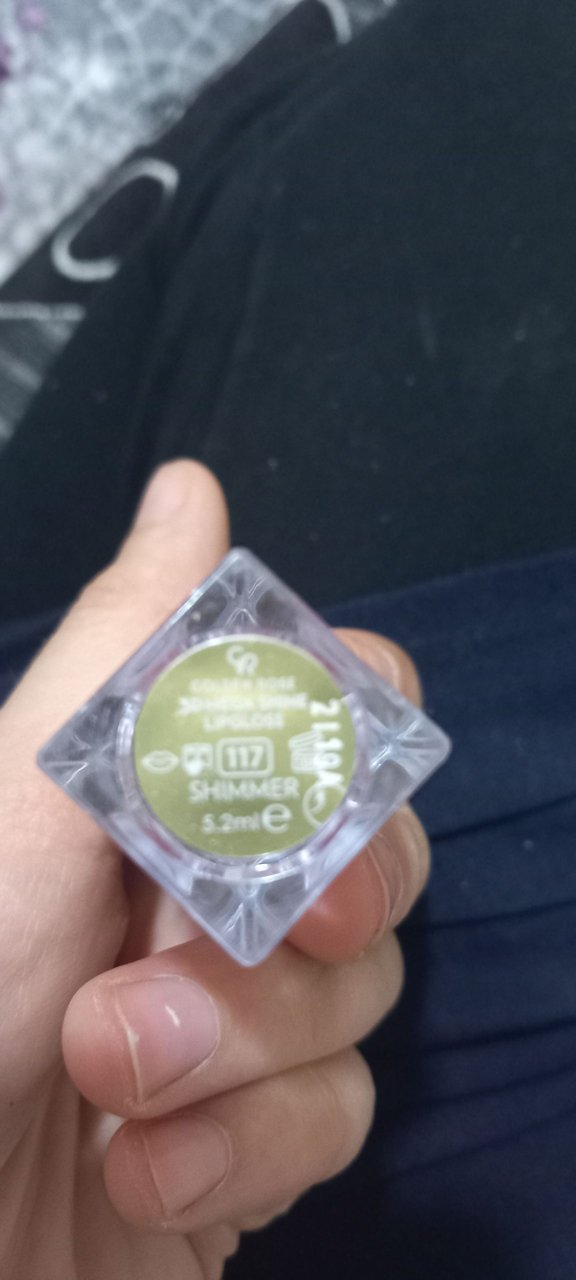 GR
GOLDEN ROSE
3D MEGA SHINE
LIPGLOSS
117
SHIMMER
5.2ml e